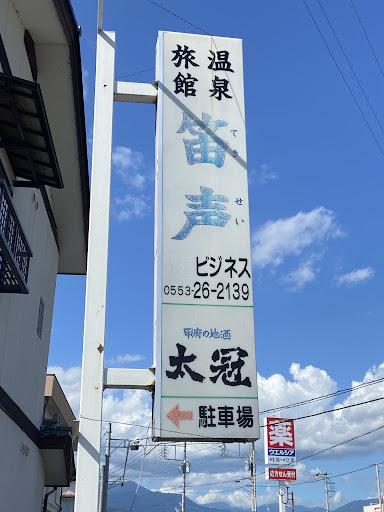 温泉
旅館
笛声
てきせい
ビジネス
0553-26-2139
甲府の地酒
太冠
駐車場
薬
ウエルシア
処方せん受付